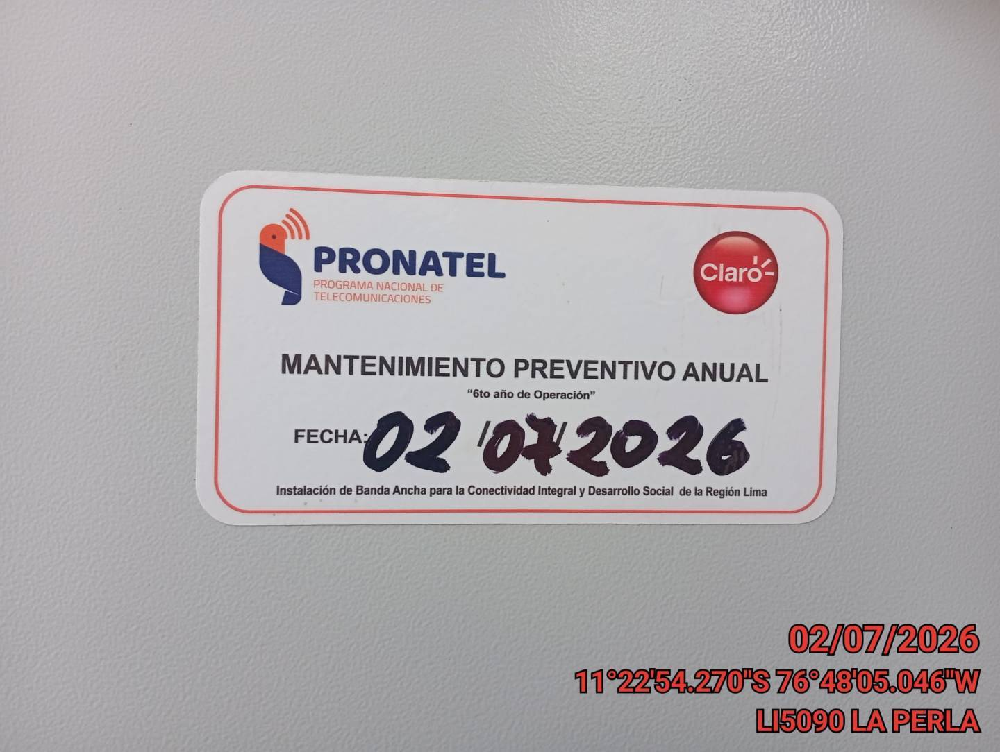 PRONATEL
PROGRAMA NACIONAL DE
TELECOMUNICACIONES
Claro
MANTENIMIENTO PREVENTIVO ANUAL
“6to año de Operación”
FECHA: 02 / 07 / 2026
Instalación de Banda Ancha para la Conectividad Integral y Desarrollo Social de la Región Lima
02/07/2026
11°22'54.270"S 76°48'05.046"W
LI5090 LA PERLA